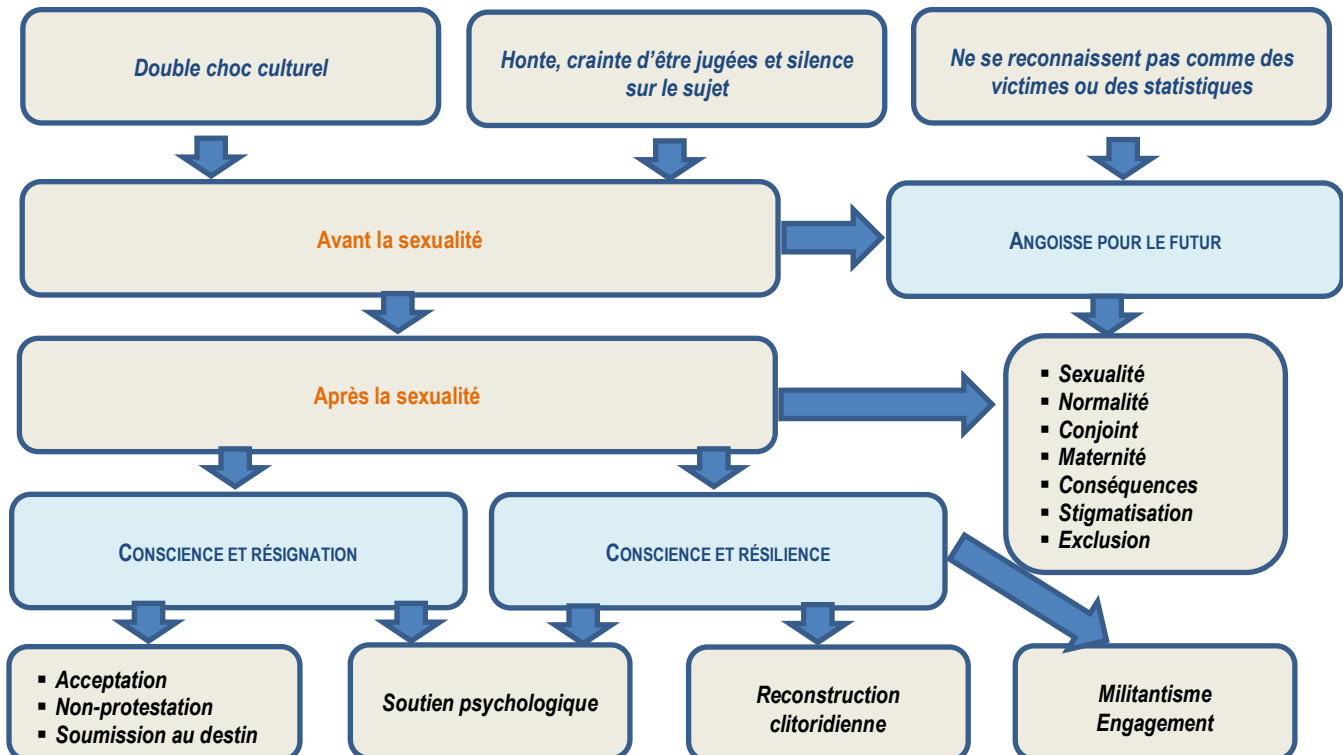 Double choc culturel
Honte, crainte d’être jugées et silence
sur le sujet
Ne se reconnaissent pas comme des
victimes ou des statistiques
Avant la sexualité
ANGOISSE POUR LE FUTUR
Après la sexualité
▪ Sexualité
▪ Normalité
▪ Conjoint
▪ Maternité
▪ Conséquences
▪ Stigmatisation
▪ Exclusion
CONSCIENCE ET RÉSIGNATION
CONSCIENCE ET RÉSILIENCE
▪ Acceptation
▪ Non-protestation
▪ Soumission au destin
Soutien psychologique
Reconstruction
clitoridienne
Militantisme
Engagement